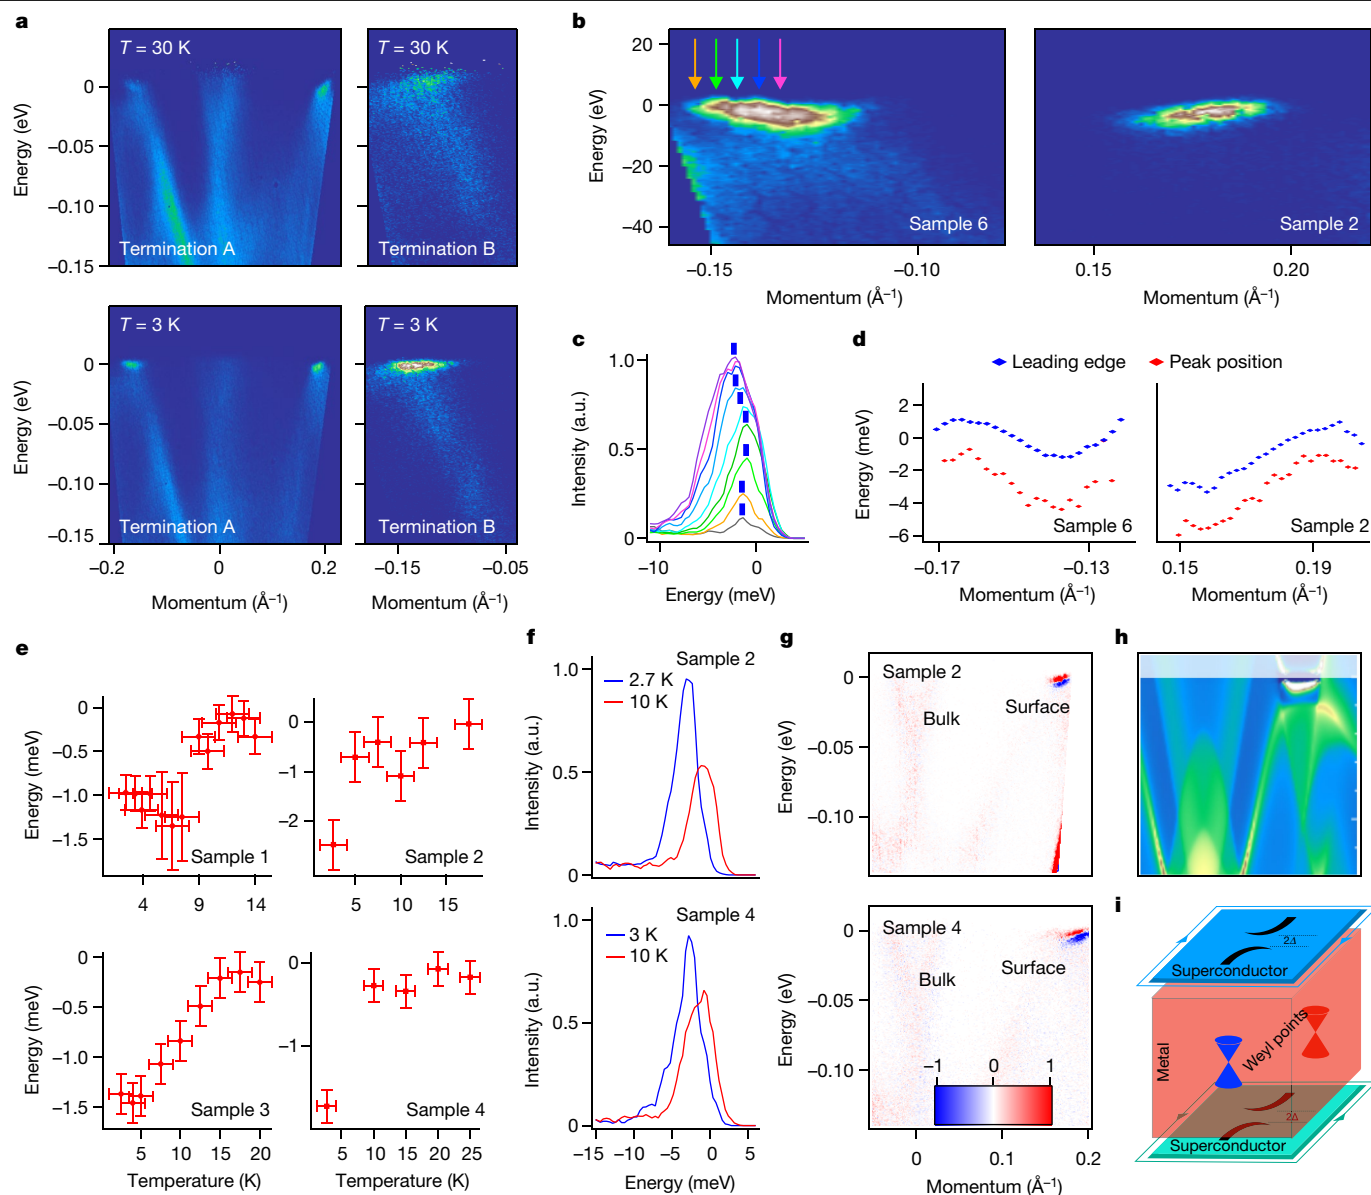 a
T = 30 K
T = 30 K
0
−0.05
−0.10
−0.15
Energy (eV)
Termination A
Termination B
T = 3 K
T = 3 K
0
−0.05
−0.10
−0.15
Energy (eV)
Termination A
Termination B
−0.2
0
0.2
−0.15
−0.05
Momentum (Å⁻¹)
Momentum (Å⁻¹)
b
20
0
−20
−40
Energy (eV)
Sample 6
Sample 2
−0.15
−0.10
0.15
0.20
Momentum (Å⁻¹)
Momentum (Å⁻¹)
c
1.0
0.5
0
Intensity (a.u.)
−10
0
Energy (meV)
d
Leading edge
Peak position
2
0
−2
−4
−6
Energy (meV)
Sample 6
Sample 2
−0.17
−0.13
0.15
0.19
Momentum (Å⁻¹)
Momentum (Å⁻¹)
e
0
−0.5
−1.0
−1.5
Energy (meV)
Sample 1
4
9
14
0
−1
−2
Sample 2
5
10
15
0
−0.5
−1.0
−1.5
Energy (meV)
Sample 3
5
10
15
20
Temperature (K)
0
−1
Sample 4
5
10
15
20
25
Temperature (K)
f
Sample 2
1.0
0.5
0
Intensity (a.u.)
2.7 K
10 K
Sample 4
1.0
0.5
0
Intensity (a.u.)
3 K
10 K
−15
−10
−5
0
5
Energy (meV)
g
0
−0.05
−0.10
Energy (eV)
Sample 2
Bulk
Surface
0
−0.05
−0.10
Energy (eV)
Sample 4
Bulk
Surface
−1
0
1
0
0.2
Momentum (Å⁻¹)
h
i
2Δ
Superconductor
Metal
Weyl points
2Δ
Superconductor